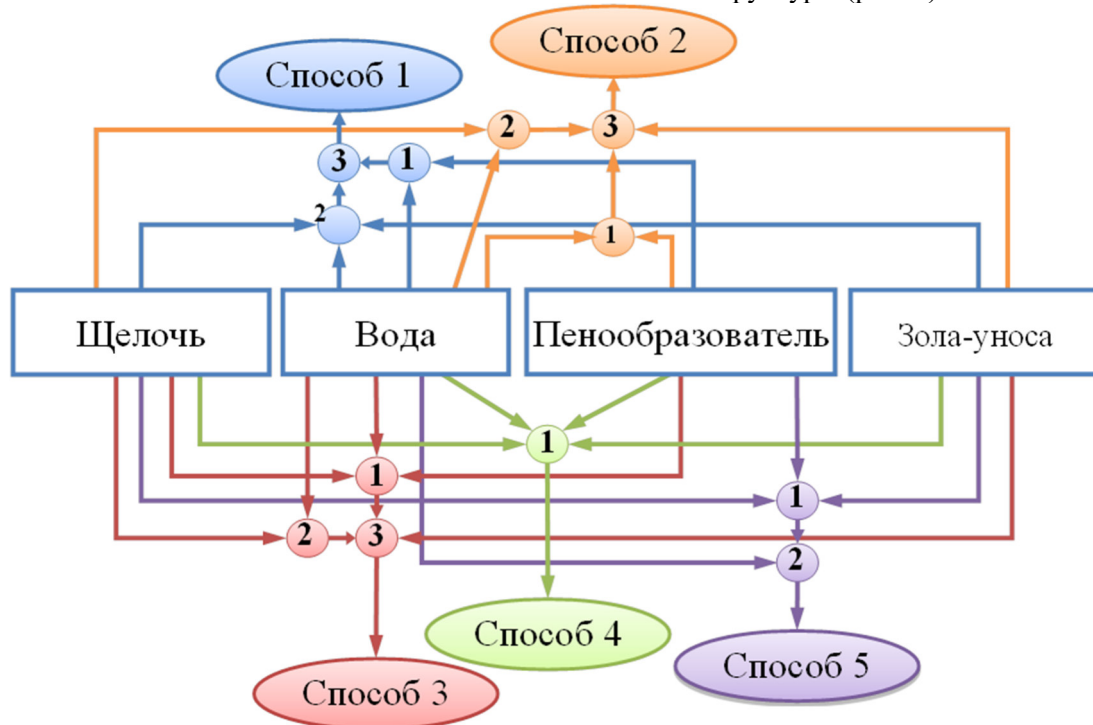 Способ 2
Способ 1
2
3
3
1
2
1
Щелочь
Вода
Пенообразователь
Зола-уноса
1
1
1
2
3
2
Способ 4
Способ 5
Способ 3